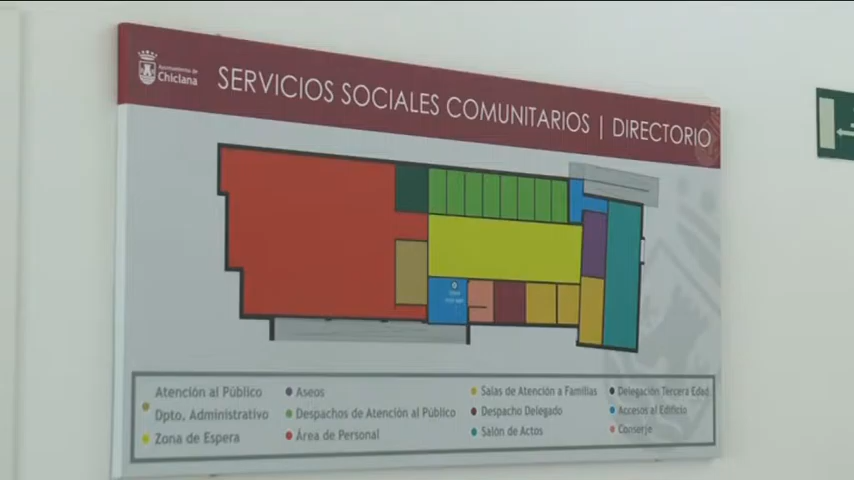 Ayuntamiento de
Chiclana
SERVICIOS SOCIALES COMUNITARIOS | DIRECTORIO
Atención al Público
Dpto. Administrativo
Zona de Espera
Aseos
Despachos de Atención al Público
Área de Personal
Salas de Atención a Familias
Despacho Delegado
Salón de Actos
Delegación Tercera Edad
Accesos al Edificio
Conserje